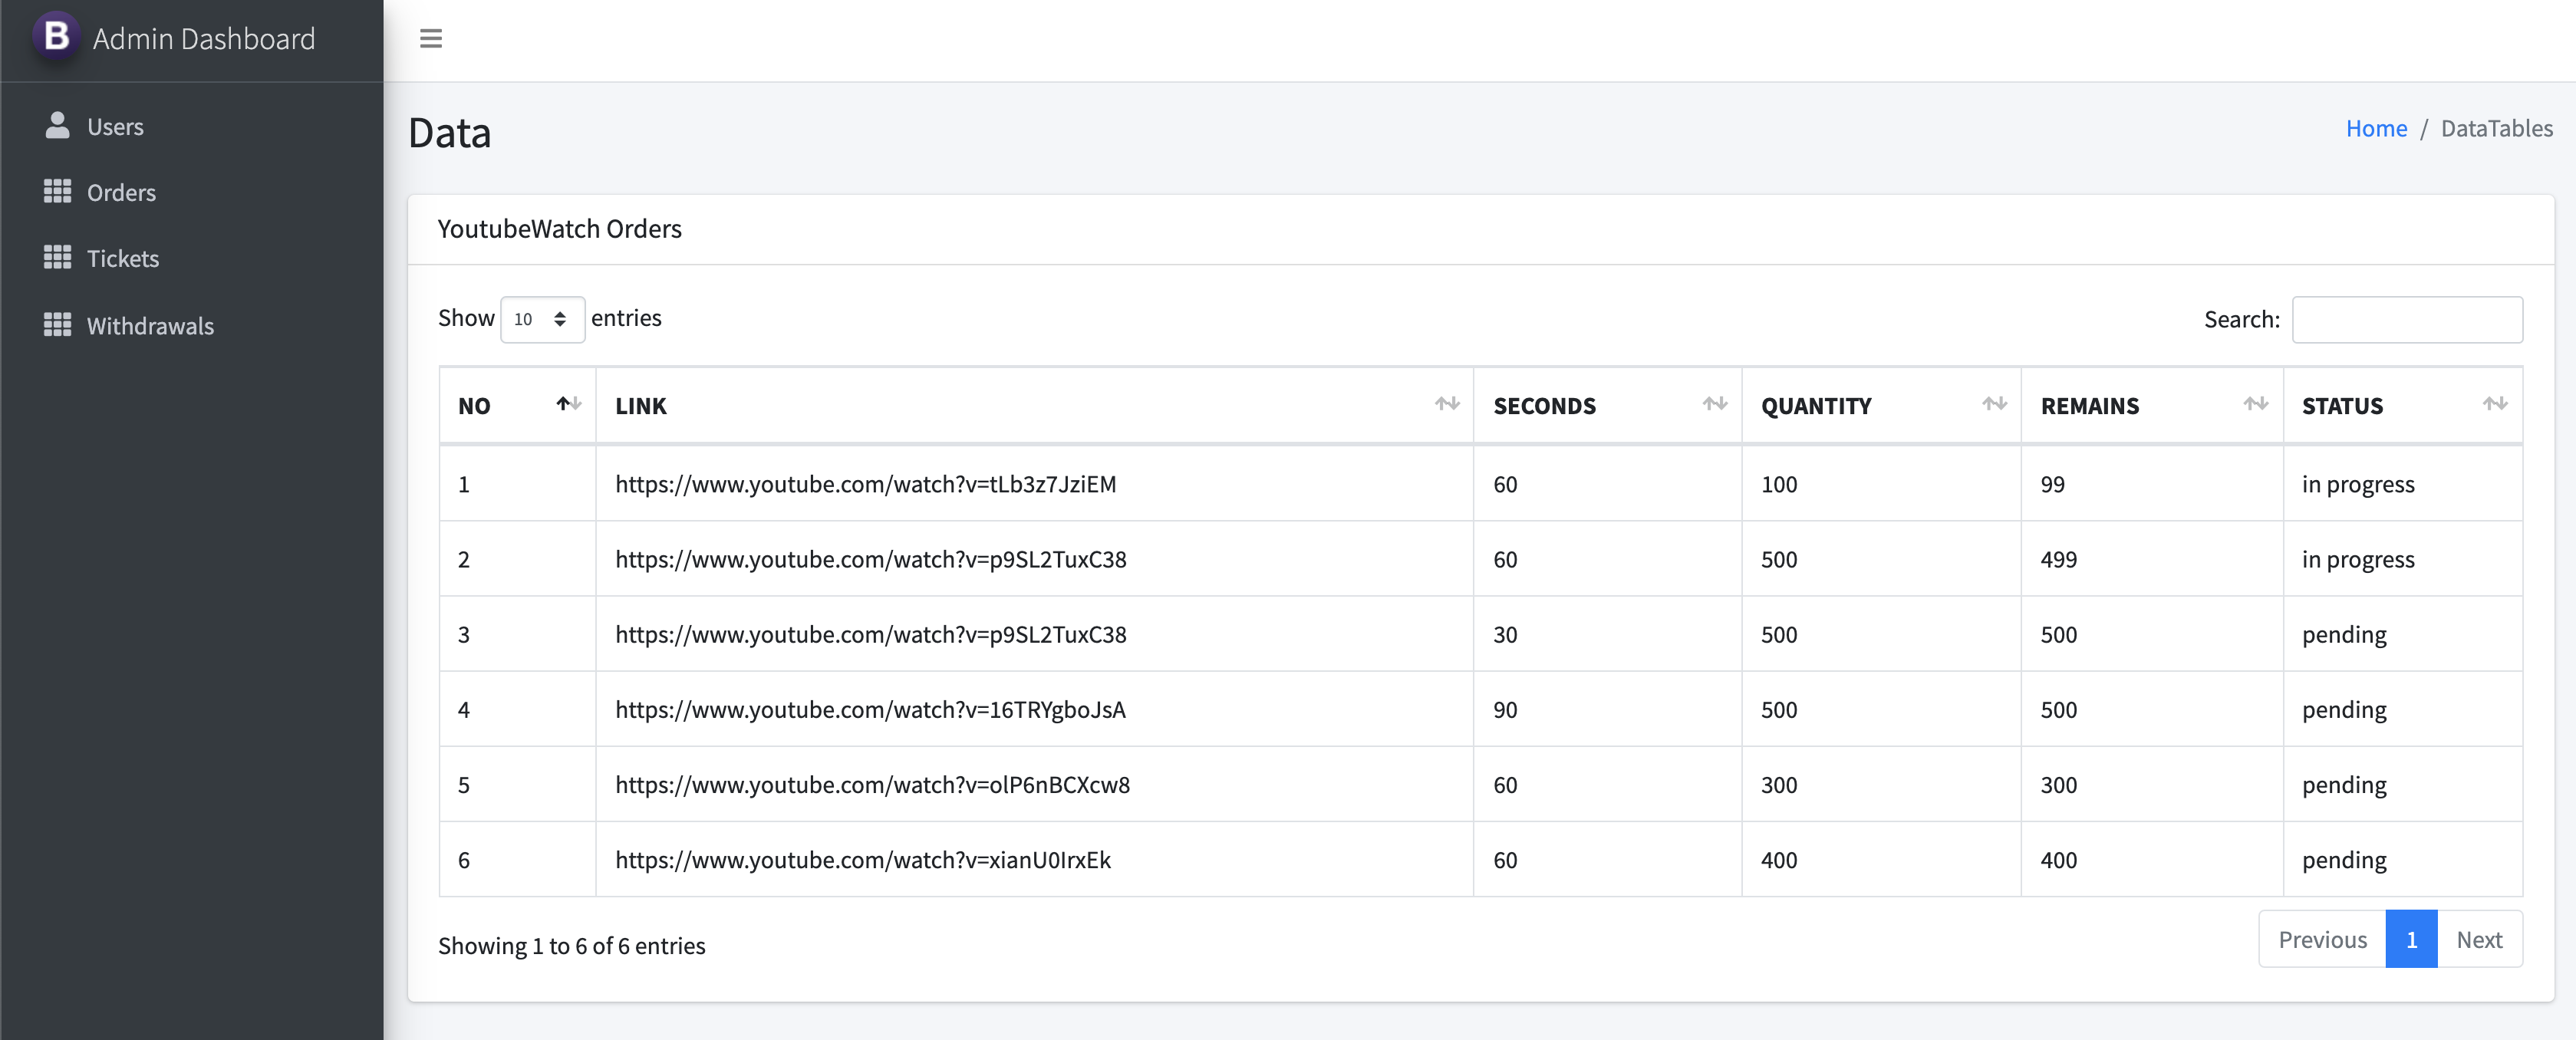 B Admin Dashboard
Users
Orders
Tickets
Withdrawals
Data
Home / DataTables
YoutubeWatch Orders
Show 10 entries
Search:
NO LINK SECONDS QUANTITY REMAINS STATUS
1 https://www.youtube.com/watch?v=tLb3z7JziEM 60 100 99 in progress
2 https://www.youtube.com/watch?v=p9SL2TuxC38 60 500 499 in progress
3 https://www.youtube.com/watch?v=p9SL2TuxC38 30 500 500 pending
4 https://www.youtube.com/watch?v=16TRYgboJsA 90 500 500 pending
5 https://www.youtube.com/watch?v=olP6nBCXcw8 60 300 300 pending
6 https://www.youtube.com/watch?v=xianU0IrxEk 60 400 400 pending
Showing 1 to 6 of 6 entries
Previous 1 Next